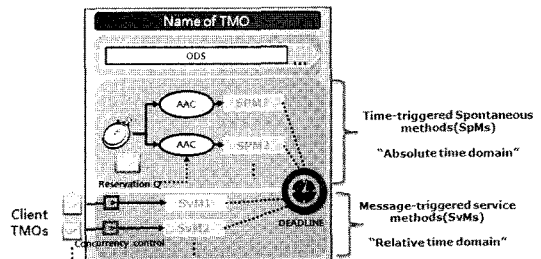 Name of TMO
ODS
...
AAC
SPM1
AAC
SPM2
Reservation Q
Client
TMOs
SvM1
SvM2
Concurrency control
DEADLINE
Time-triggered Spontaneous
methods(SpMs)
"Absolute time domain"
Message-triggered service
methods(SvMs)
"Relative time domain"